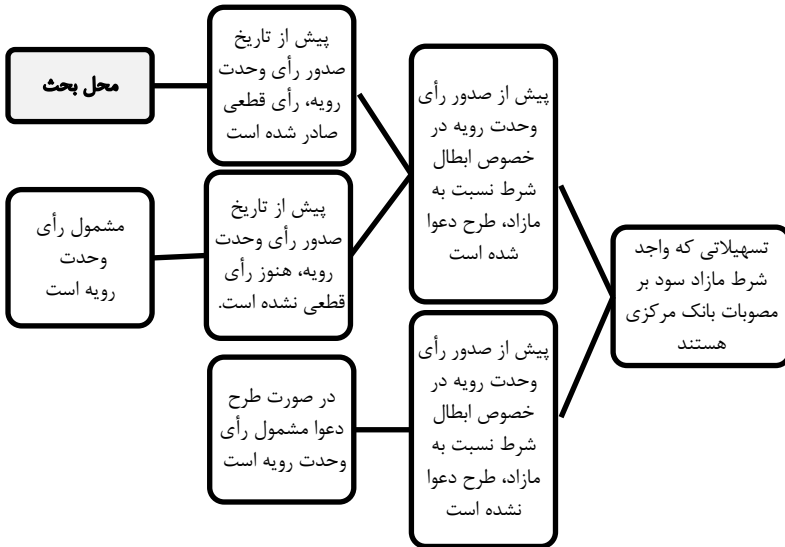 تسهیلاتی که واجد
شرط مازاد سود بر
مصوبات بانک مرکزی
هستند
پیش از صدور رأی
وحدت رویه در
خصوص ابطال
شرط نسبت به
مازاد، طرح دعوا
شده است
پیش از تاریخ
صدور رأی وحدت
رویه، رأی قطعی
صادر شده است
محل بحث
پیش از تاریخ
صدور رأی وحدت
رویه، هنوز رأی
قطعی نشده است.
مشمول رأی
وحدت
رویه است
پیش از صدور رأی
وحدت رویه در
خصوص ابطال
شرط نسبت به
مازاد، طرح دعوا
نشده است
در صورت طرح
دعوا مشمول رأی
وحدت رویه است